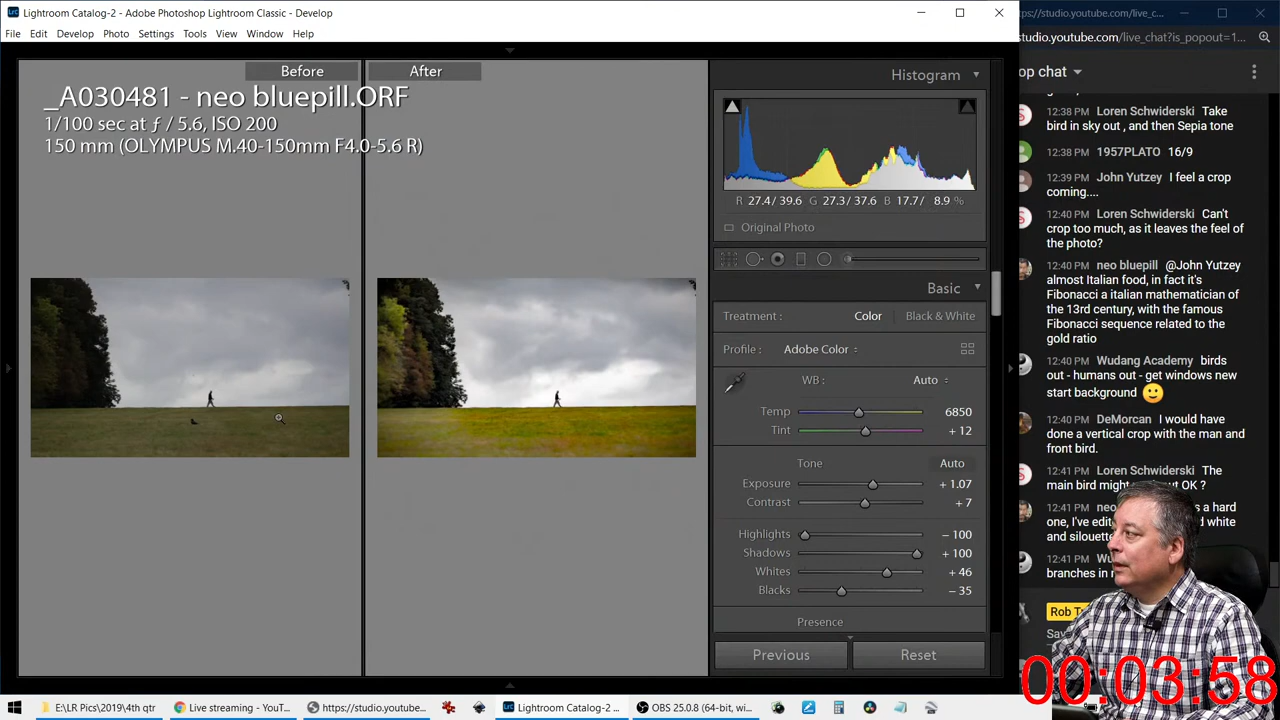 Lightroom Catalog-2 - Adobe Photoshop Lightroom Classic - Develop
File Edit Develop Photo Settings Tools View Window Help
Before
After
_A030481 - neo bluepill.ORF
1/100 sec at ƒ / 5.6, ISO 200
150 mm (OLYMPUS M.40-150mm F4.0-5.6 R)
Histogram
R 27.4/ 39.6 G 27.3/ 37.6 B 17.7/ 8.9 %
Original Photo
Basic
Treatment : Color Black & White
Profile : Adobe Color
WB : Auto
Temp 6850
Tint + 12
Tone Auto
Exposure + 1.07
Contrast + 7
Highlights − 100
Shadows + 100
Whites + 46
Blacks − 35
Presence
Previous Reset
ttps://studio.youtube.com/live_c...
studio.youtube.com/live_chat?is_popout=1...
op chat
12:38 PM Loren Schwiderski Take
bird in sky out , and then Sepia tone
12:38 PM 1957PLATO 16/9
12:39 PM John Yutzey I feel a crop
coming....
12:40 PM Loren Schwiderski Can't
crop too much, as it leaves the feel of
the photo?
12:40 PM neo bluepill @John Yutzey
almost Italian food, in fact it's
Fibonacci a italian mathematician of
the 13rd century, with the famous
Fibonacci sequence related to the
gold ratio
12:40 PM Wudang Academy birds
out - humans out - get windows new
start background
12:40 PM DeMorcan I would have
done a vertical crop with the man and
front bird.
12:41 PM Loren Schwiderski The
main bird might OK ?
12:41 PM neo s a hard
one, I've edit d white
and silouette
12:41 PM Wu
branches in
Rob
00:03:58
E:\LR Pics\2019\4th qtr
Live streaming - YouT...
https://studio.youtube...
Lightroom Catalog-2 ...
OBS 25.0.8 (64-bit, wi...